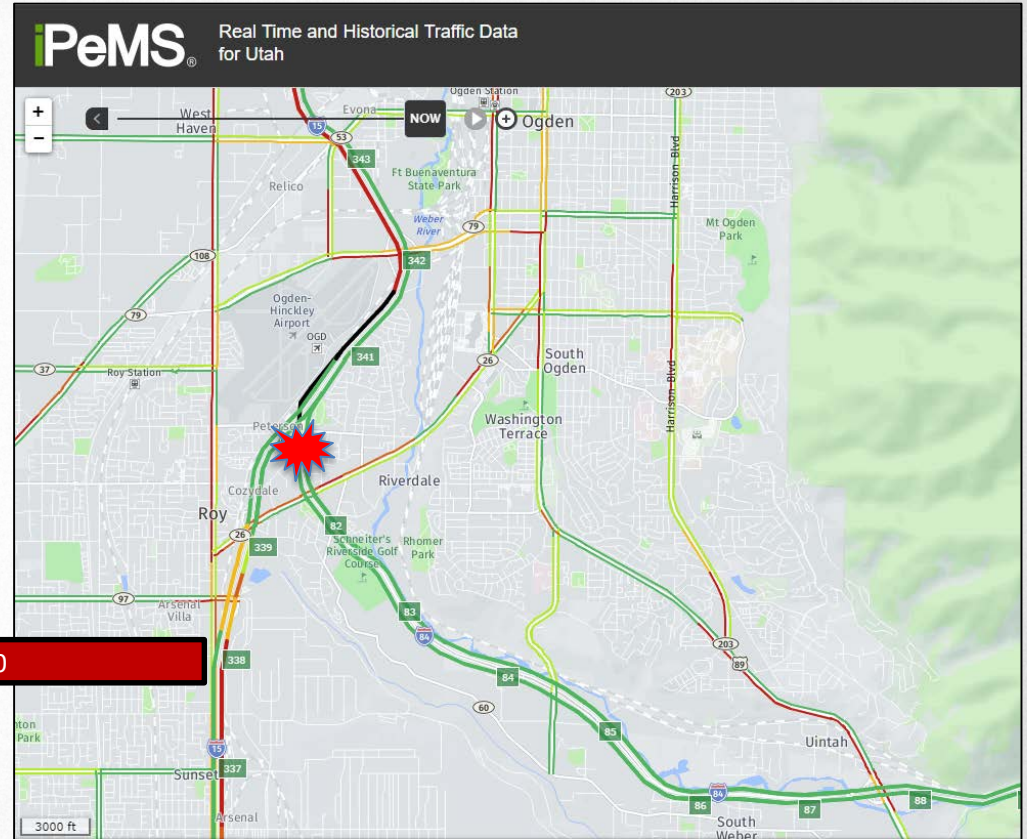 iPeMS®
Real Time and Historical Traffic Data
for Utah
+
−
NOW
+
West
Haven
Evona
Ogden Station
Ogden
15
53
203
343
Relico
Ft Buenaventura
State Park
Harrison Blvd
Weber
River
79
Mt Ogden
Park
108
342
Ogden-
Hinckley
Airport
OGD
79
341
South
Ogden
37
Roy Station
26
Harrison Blvd
Washington
Terrace
Riverdale
Cozydale
Roy
82
26
339
Schneiter's
Riverside Golf
Course
Rhomer
Park
97
Arsenal
Villa
83
84
203
89
338
84
60
Park
85
Uintah
15
Sunset
337
84
86
87
88
South
Weber
Arsenal
3000 ft